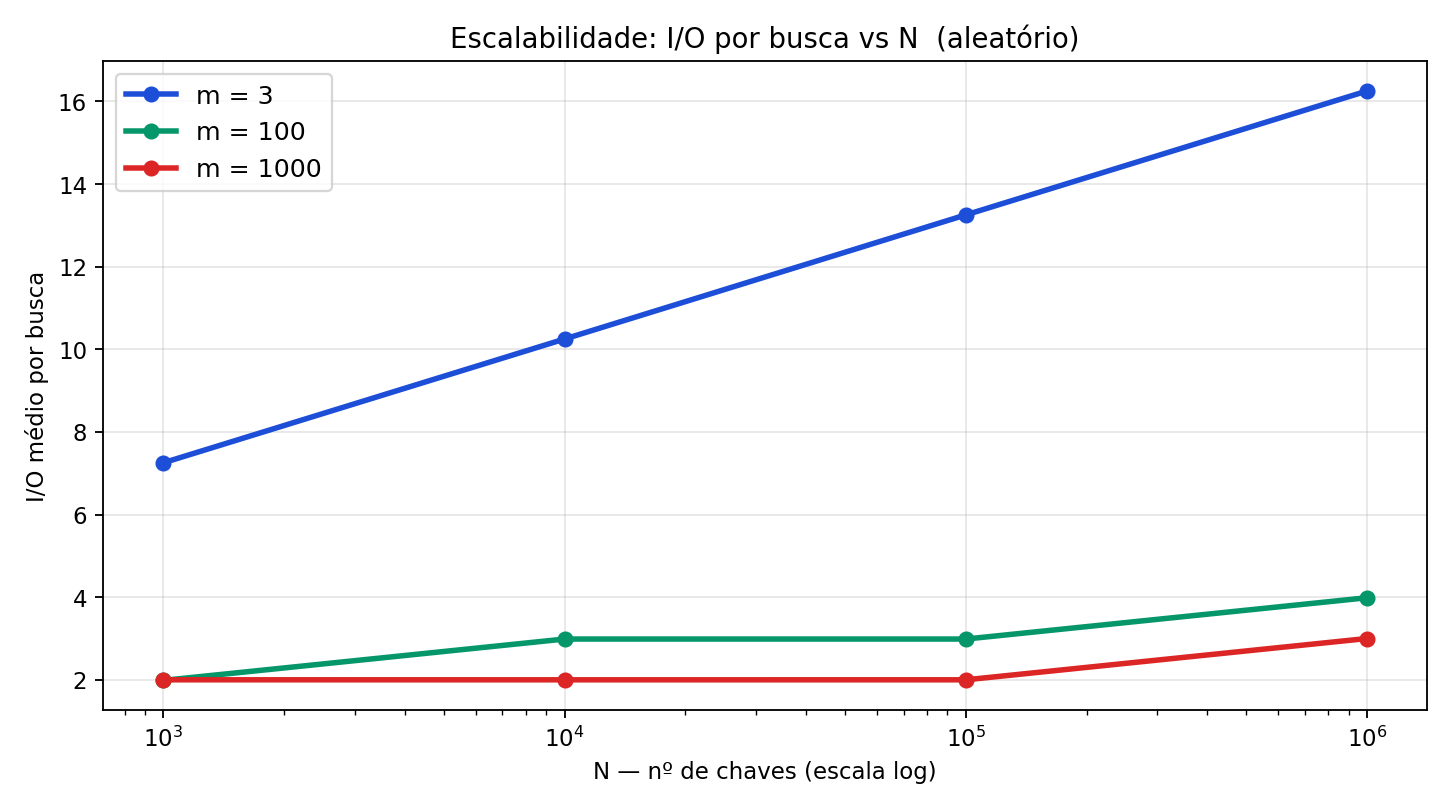 Escalabilidade: I/O por busca vs N (aleatório)
m = 3
m = 100
m = 1000
I/O médio por busca
16
14
12
10
8
6
4
2
10³
10⁴
10⁵
10⁶
N — nº de chaves (escala log)